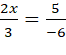 2x/3 = 5/-6